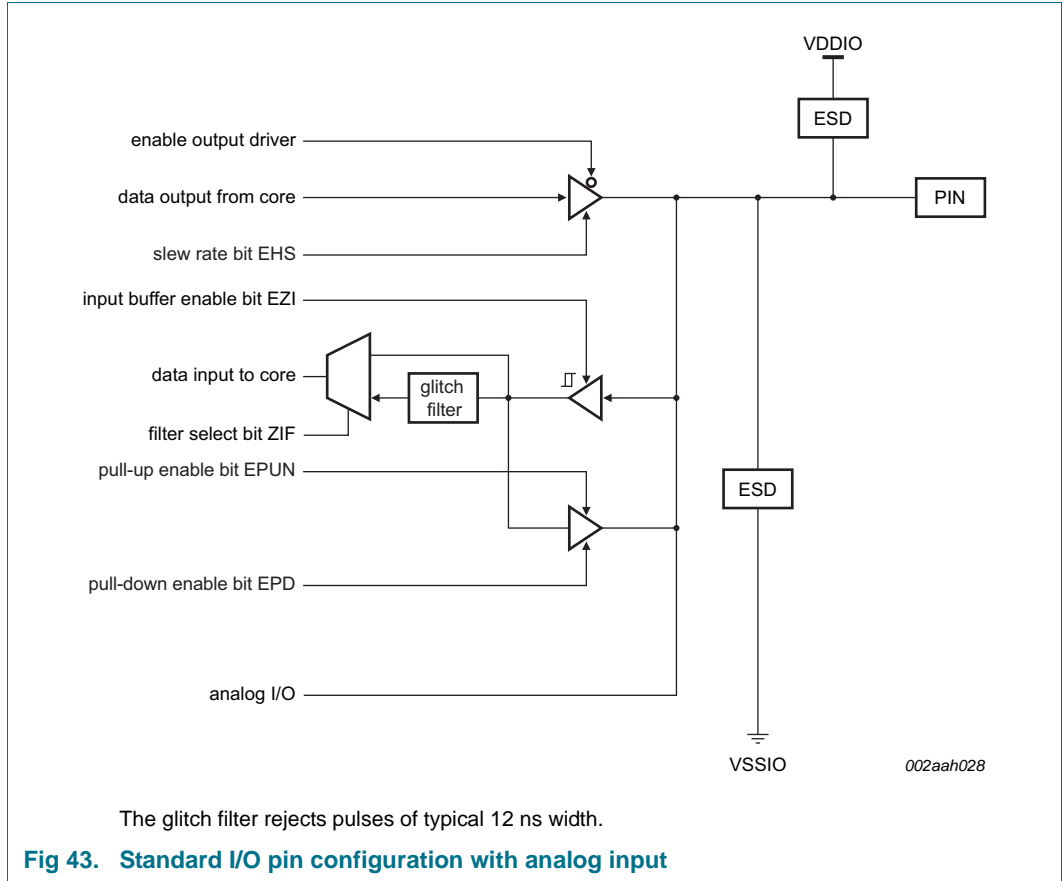 VDDIO
ESD
enable output driver
data output from core
PIN
slew rate bit EHS
input buffer enable bit EZI
data input to core
glitch
filter
filter select bit ZIF
pull-up enable bit EPUN
ESD
pull-down enable bit EPD
analog I/O
VSSIO
002aah028
The glitch filter rejects pulses of typical 12 ns width.
Fig 43. Standard I/O pin configuration with analog input